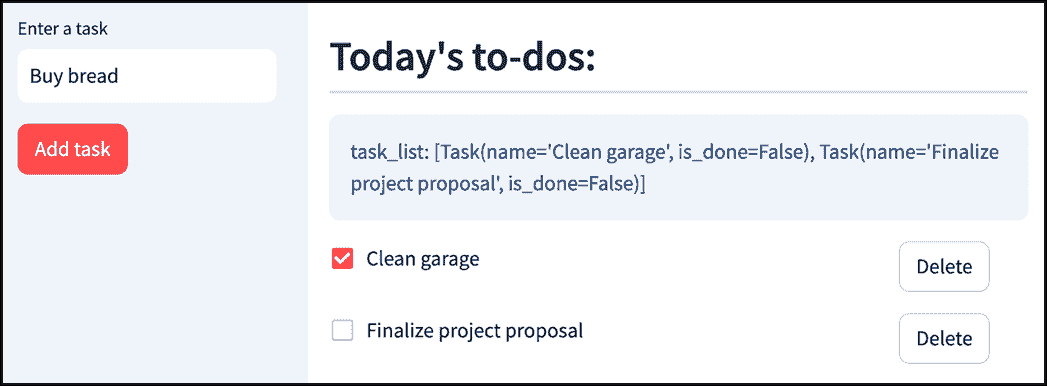 Enter a task
Buy bread
Add task
Today's to-dos:
task_list: [Task(name='Clean garage', is_done=False), Task(name='Finalize
project proposal', is_done=False)]
Clean garage
Delete
Finalize project proposal
Delete